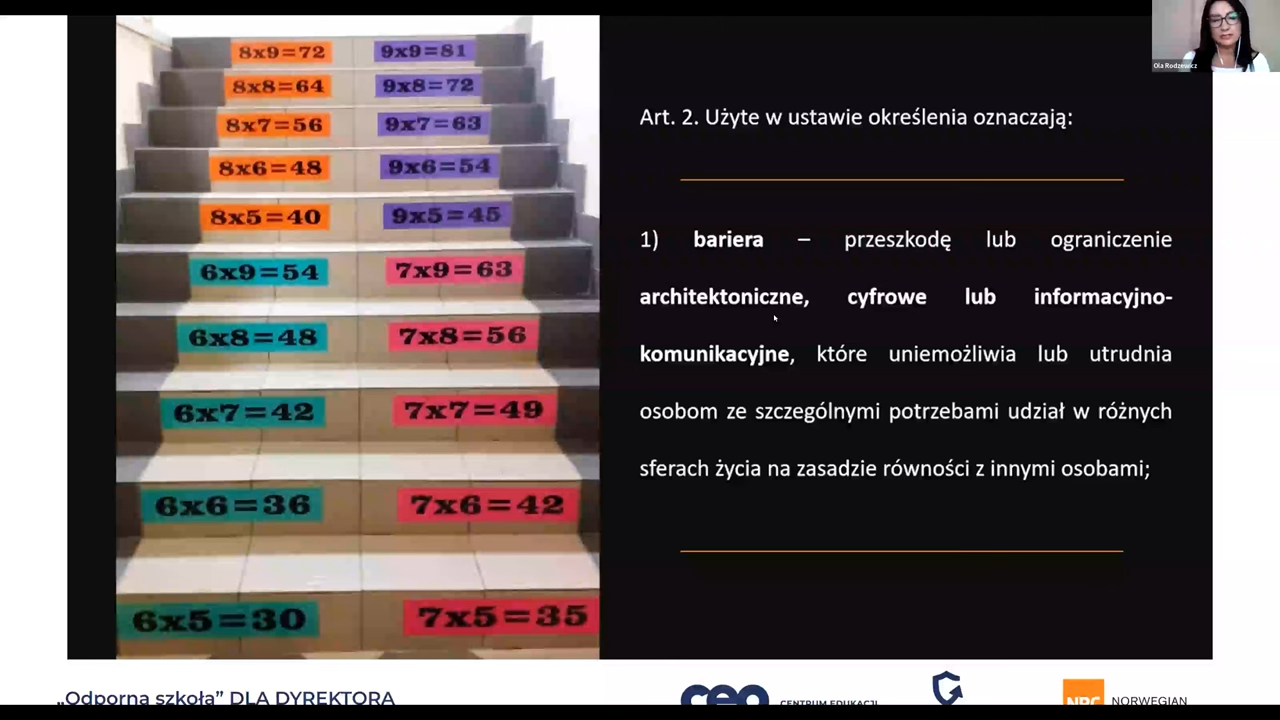 8x9=72 9x9=81
8x8=64 9x8=72
8x7=56 9x7=63
8x6=48 9x6=54
8x5=40 9x5=45
6x9=54 7x9=63
6x8=48 7x8=56
6x7=42 7x7=49
6x6=36 7x6=42
6x5=30 7x5=35
Art. 2. Użyte w ustawie określenia oznaczają:
1) bariera – przeszkodę lub ograniczenie
architektoniczne, cyfrowe lub informacyjno-
komunikacyjne, które uniemożliwia lub utrudnia
osobom ze szczególnymi potrzebami udział w różnych
sferach życia na zasadzie równości z innymi osobami;
Ola Rodzewicz
„Odporna szkoła” DLA DYREKTORA
ceo CENTRUM EDUKACJI
NRC NORWEGIAN